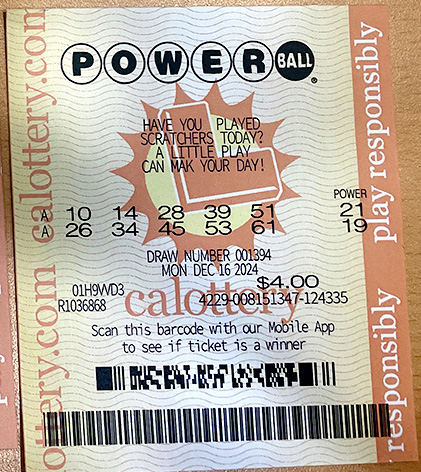 POWERBALL
HAVE YOU PLAYED
SCRATCHERS TODAY?
A LITTLE PLAY
CAN MAK YOUR DAY!
POWER
A 10 14 28 39 51 21
A 26 34 45 53 61 19
DRAW NUMBER 001394
MON DEC 16 2024
$4.00
01H9WD3
R1036868 4229-008151347-124335
calottery
Scan this barcode with our Mobile App
to see if ticket is a winner
ottery.com calottery.com
play responsibly
responsibly